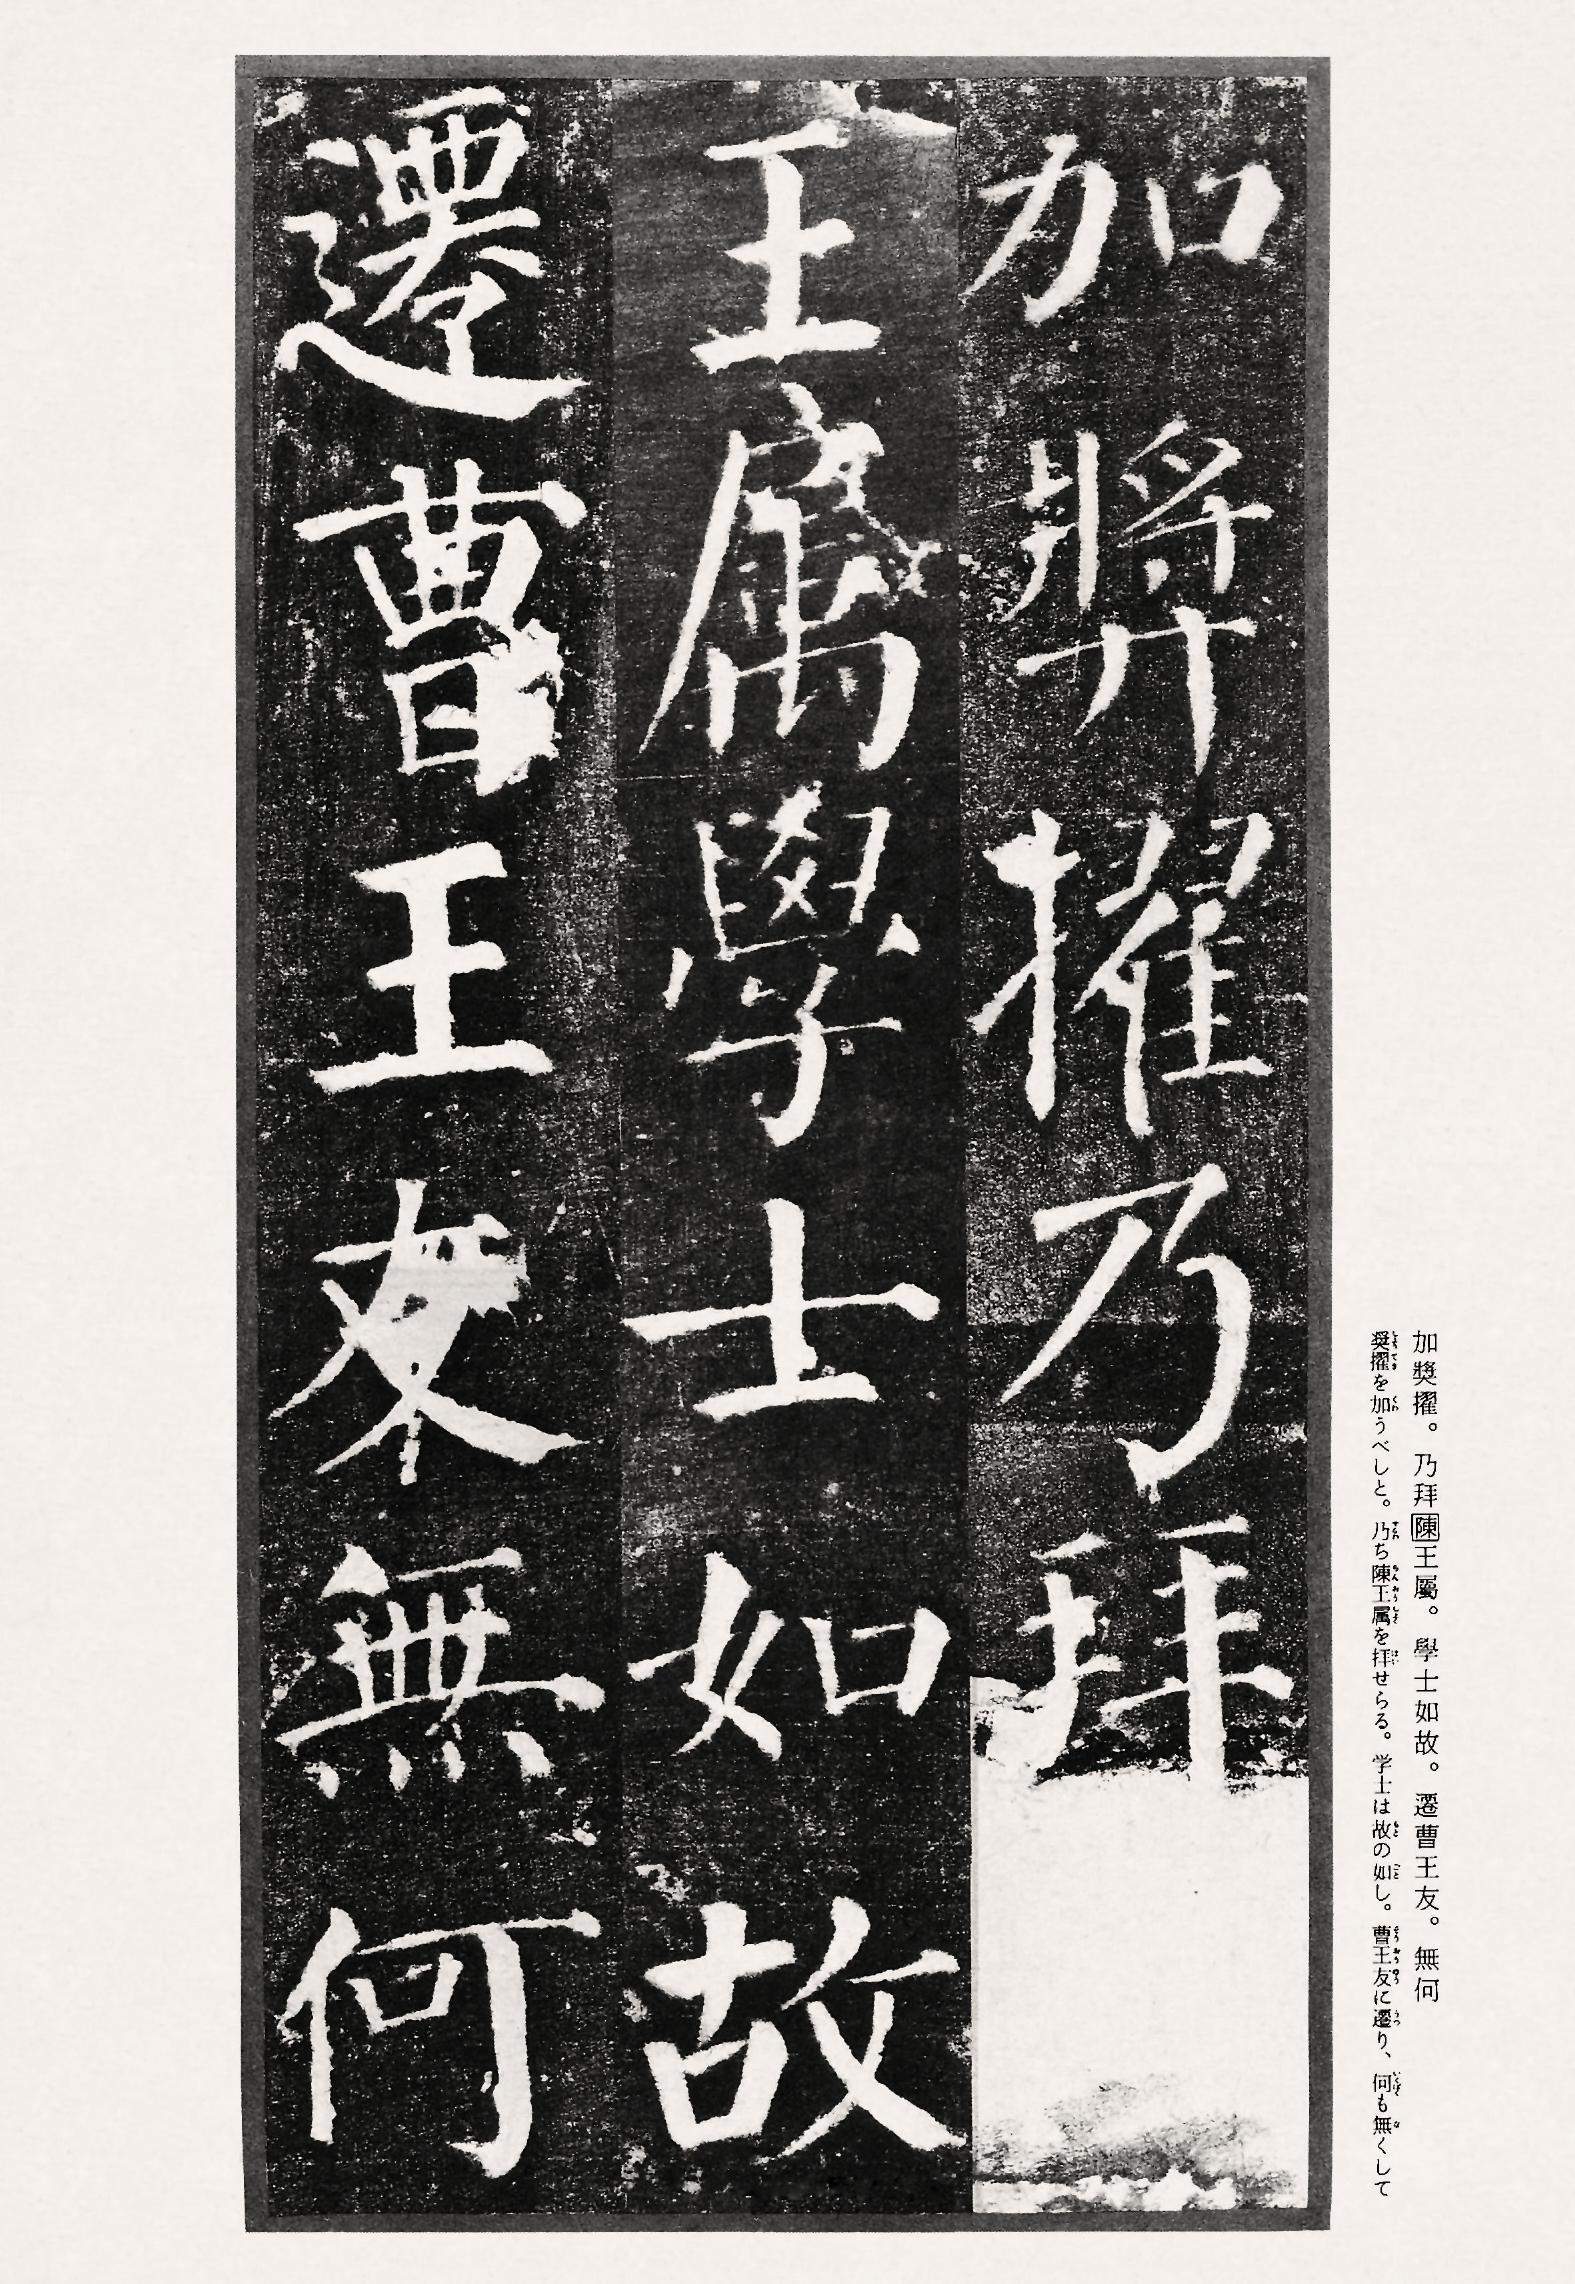 加獎擢乃拜
王屬學士如故
遷曹王友無何
加獎擢。乃拜陳王屬。學士如故。遷曹王友。無何
奨擢を加うべしと。乃ち陳王属を拝せらる。学士は故の如し。曹王友に遷り、何も無くして